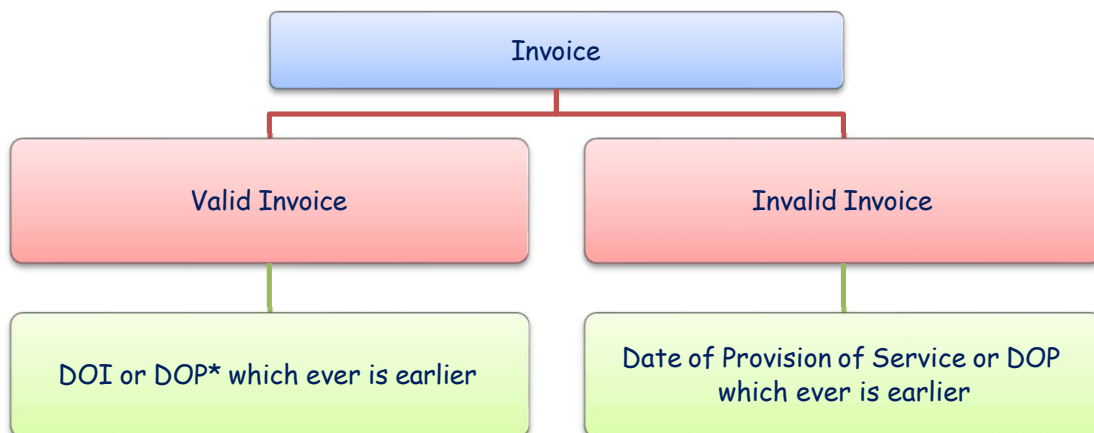 Invoice
Valid Invoice
Invalid Invoice
DOI or DOP* which ever is earlier
Date of Provision of Service or DOP
which ever is earlier